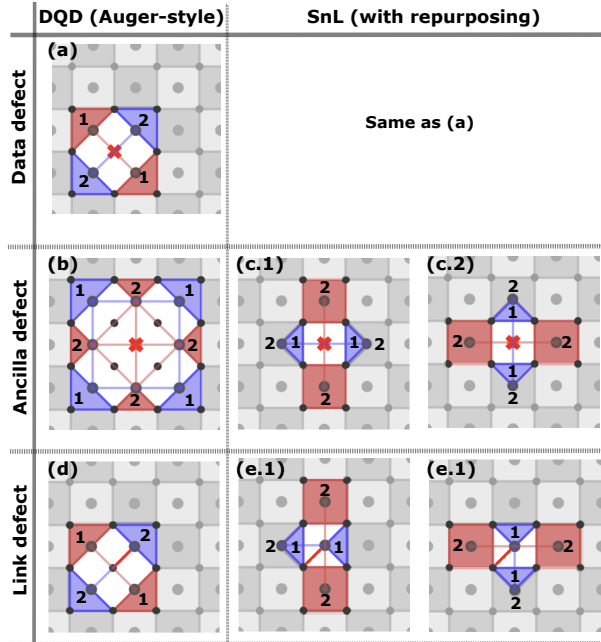 DQD (Auger-style)
SnL (with repurposing)
Data defect
(a)
1
2
2
1
Same as (a)
Ancilla defect
(b)
1
2
1
2
2
1
2
1
(c.1)
2
2
1
1
2
2
(c.2)
2
1
2
2
1
2
Link defect
(d)
1
2
2
1
(e.1)
2
2
1
1
2
(e.1)
1
2
2
1
2